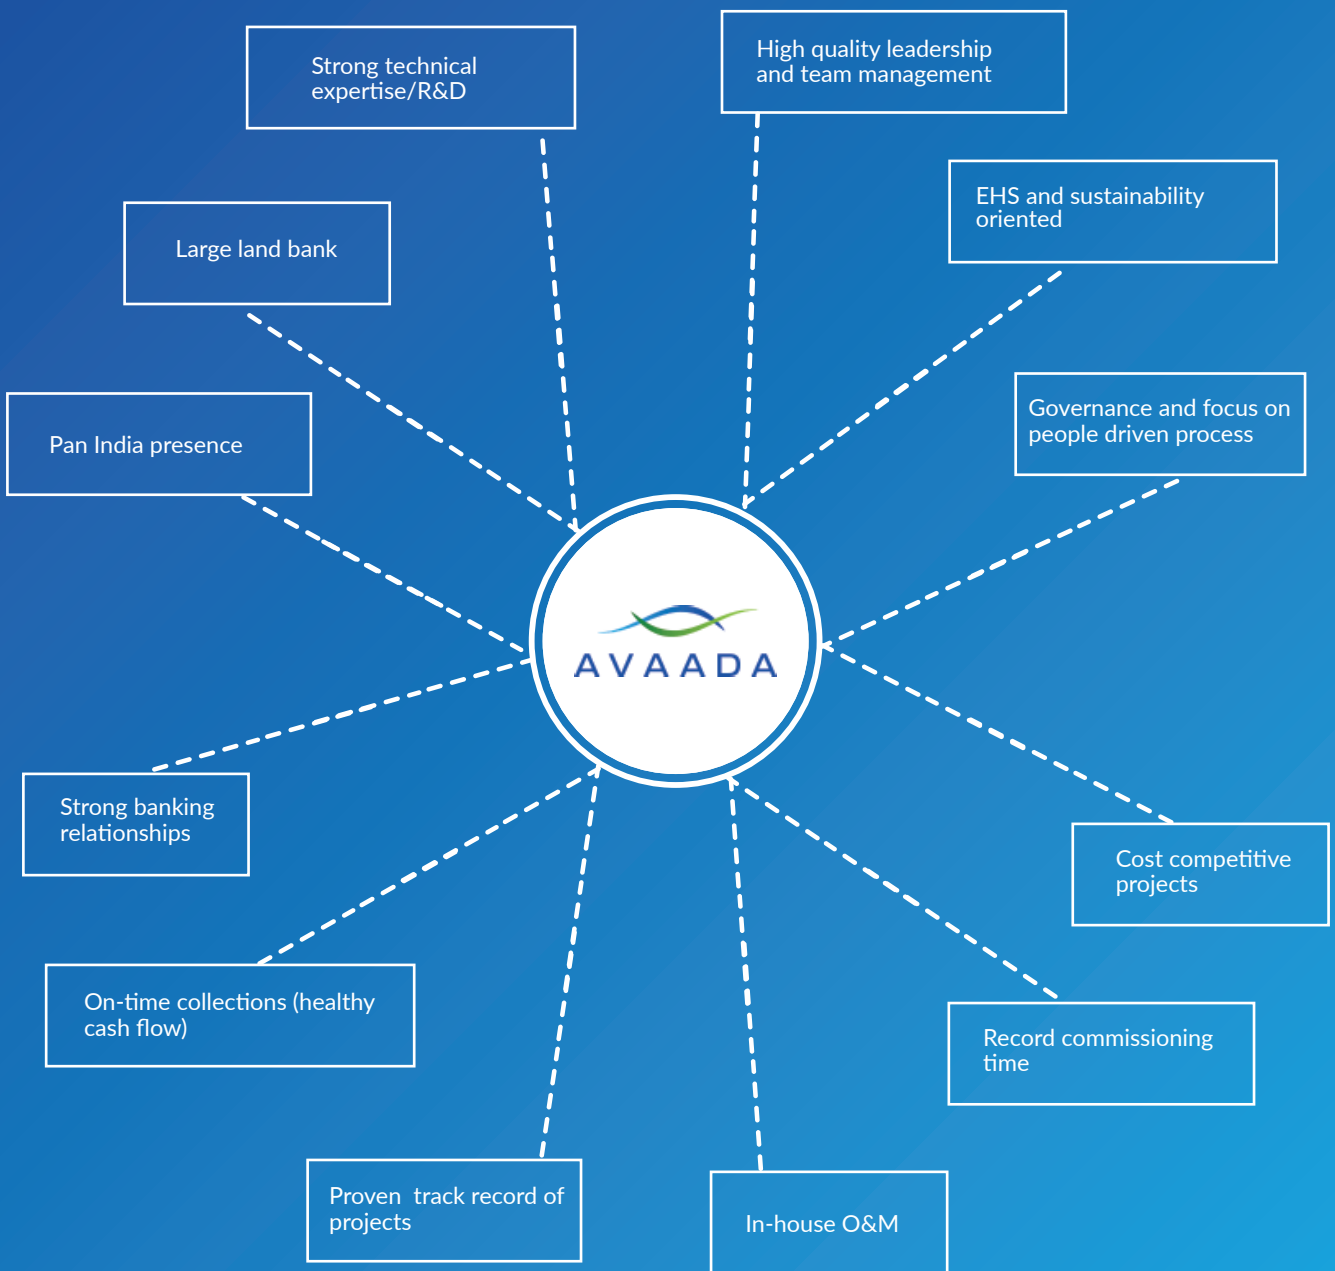 Strong technical
expertise/R&D
High quality leadership
and team management
EHS and sustainability
oriented
Large land bank
Governance and focus on
people driven process
Pan India presence
AVAADA
Strong banking
relationships
Cost competitive
projects
On-time collections (healthy
cash flow)
Record commissioning
time
Proven  track record of
projects
In-house O&M